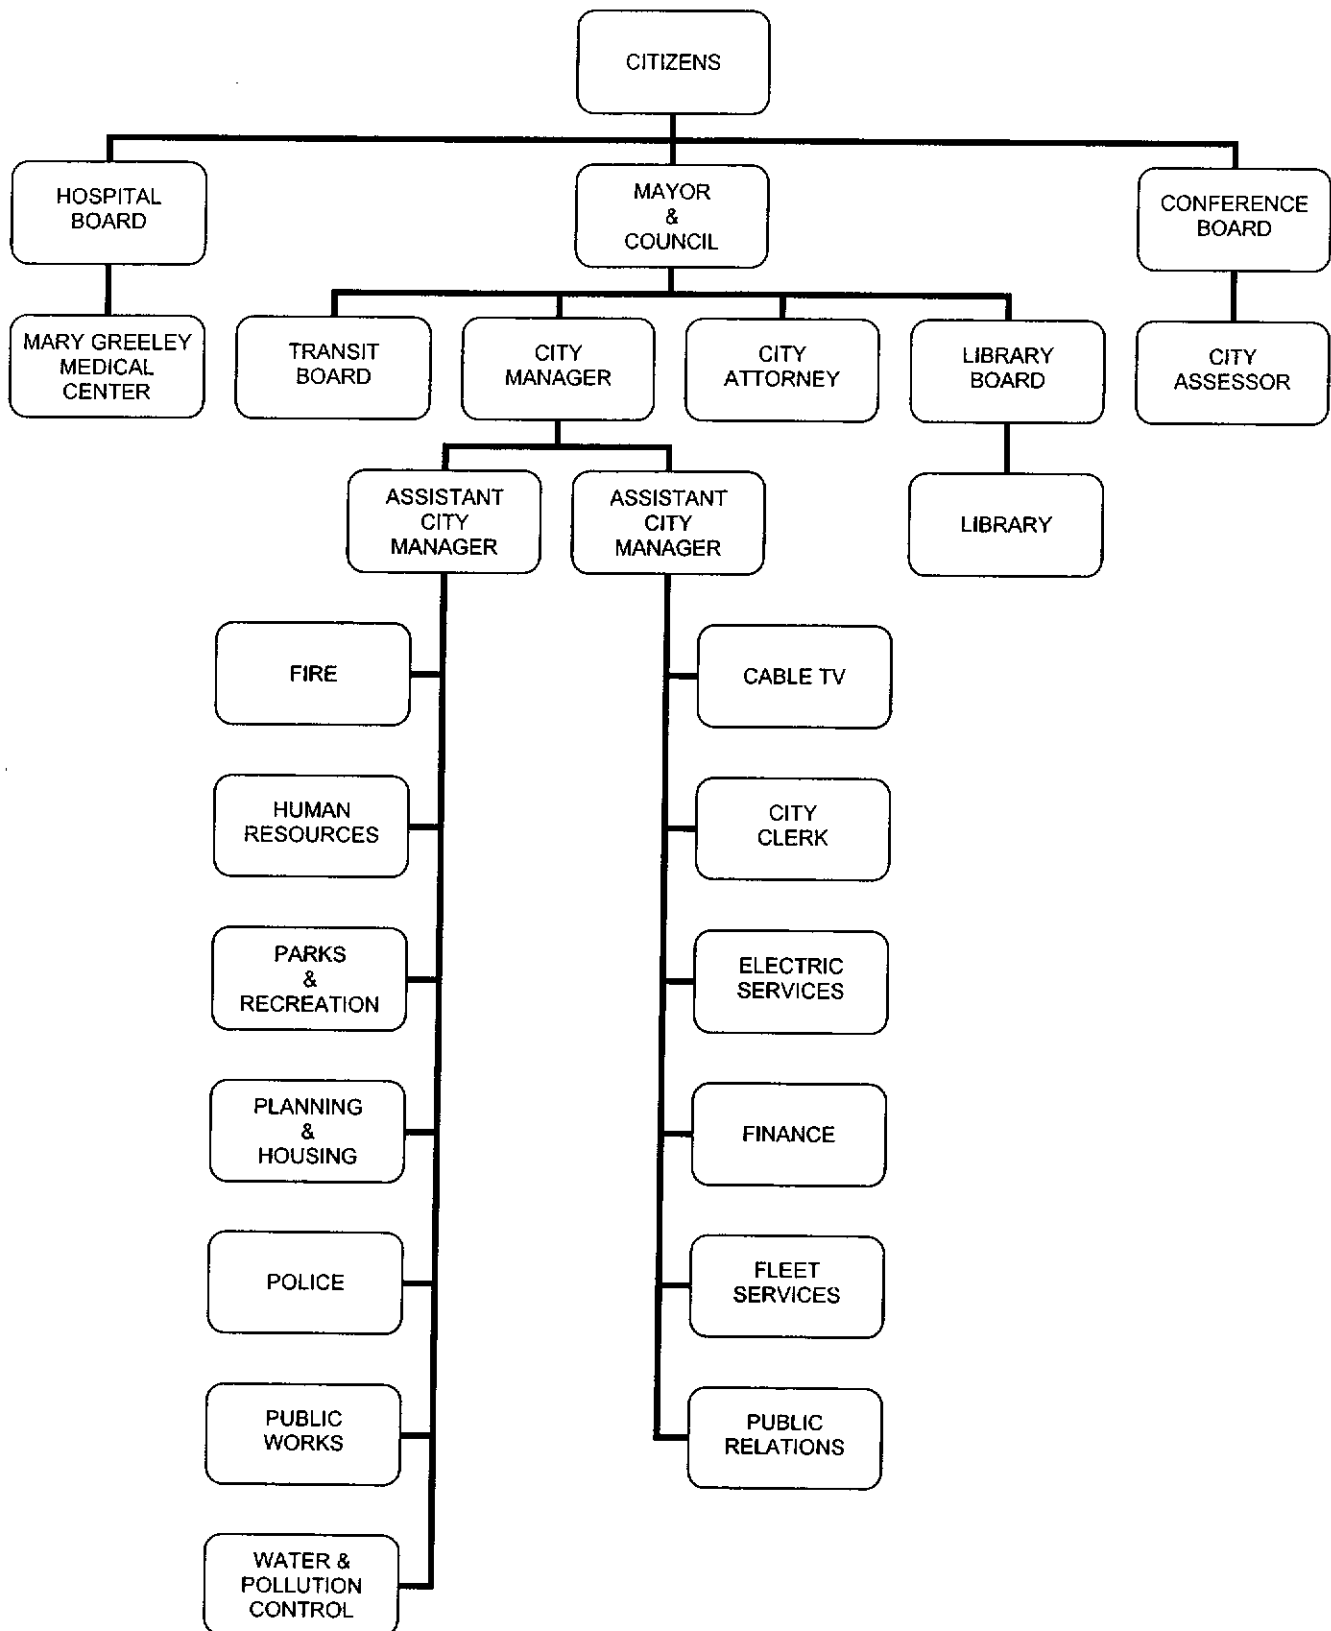 CITIZENS
HOSPITAL
BOARD
MAYOR
&
COUNCIL
CONFERENCE
BOARD
MARY GREELEY
MEDICAL
CENTER
TRANSIT
BOARD
CITY
MANAGER
CITY
ATTORNEY
LIBRARY
BOARD
CITY
ASSESSOR
ASSISTANT
CITY
MANAGER
ASSISTANT
CITY
MANAGER
LIBRARY
FIRE
CABLE TV
HUMAN
RESOURCES
CITY
CLERK
PARKS
&
RECREATION
ELECTRIC
SERVICES
PLANNING
&
HOUSING
FINANCE
POLICE
FLEET
SERVICES
PUBLIC
WORKS
PUBLIC
RELATIONS
WATER &
POLLUTION
CONTROL